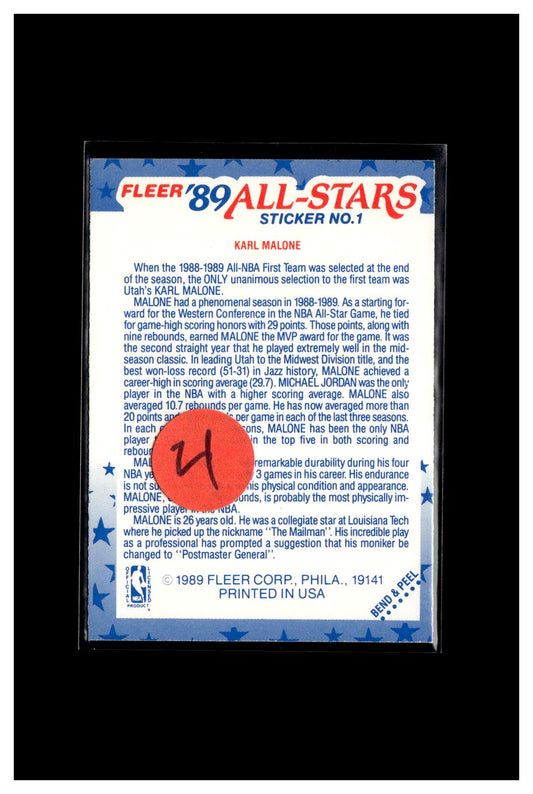 FLEER '89 ALL-STARS
STICKER NO.1
KARL MALONE
When the 1988-1989 All-NBA First Team was selected at the end
of the season, the ONLY unanimous selection to the first team was
Utah's KARL MALONE.
MALONE had a phenomenal season in 1988-1989. As a starting for-
ward for the Western Conference in the NBA All-Star Game, he tied
for game-high scoring honors with 29 points. Those points, along with
nine rebounds, earned MALONE the MVP award for the game. It was
the second straight year that he played extremely well in the mid-
season classic. In leading Utah to the Midwest Division title, and the
best won-loss record (51-31) in Jazz history, MALONE achieved a
career-high in scoring average (29.7). MICHAEL JORDAN was the only
player in the NBA with a higher scoring average. MALONE also
averaged 10.7 rebounds per game. He has now averaged more than
20 points and per game in each of the last three seasons.
In each MALONE has been the only NBA
player in the top five in both scoring and
remarkable durability during his four
NBA 3 games in his career. His endurance
is not his physical condition and appearance.
MALONE, is probably the most physically im-
pressive player in the NBA.
MALONE is 26 years old. He was a collegiate star at Louisiana Tech
where he picked up the nickname "The Mailman". His incredible play
as a professional has prompted a suggestion that his moniker be
changed to "Postmaster General".
OFFICIAL LICENSED
NBA
PRODUCT
© 1989 FLEER CORP., PHILA., 19141
PRINTED IN USA
BEND & PEEL